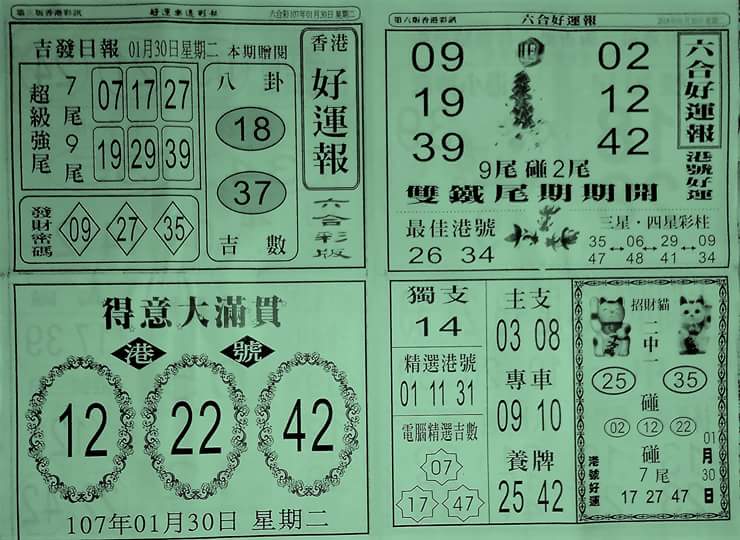 第三版香港彩訊
好運來過彩報
六合彩107年01月30日星期二
吉發日報 01月30日星期二 本期贈閱
香港
好運報
六合彩版
超級強尾
7尾
07 17 27
9尾
19 29 39
八卦
18
37
吉數
發財密碼
09 27 35
第六版香港彩訊
六合好運報
09 02
19 12
39 42
9尾 碰 2尾
雙鐵尾期期開
六合好運報
港號好運
最佳港號
26 34
三星·四星彩柱
35 06 29 09
47 48 41 34
得意大滿貫
港號
12 22 42
107年01月30日 星期二
獨支
14
精選港號
01 11 31
電腦精選吉數
07
17 47
主支
03 08
專車
09 10
養牌
25 42
招財貓
二中一
25 35
碰
02 12 22
碰
7尾
17 27 47
港號好運
01月30日